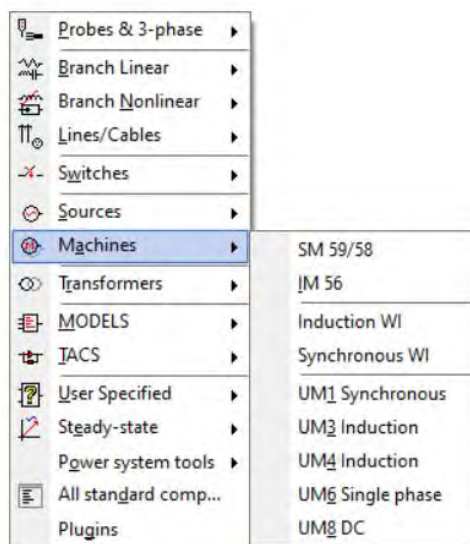 Probes & 3-phase
Branch Linear
Branch Nonlinear
Lines/Cables
Switches
Sources
Machines
Transformers
MODELS
TACS
User Specified
Steady-state
Power system tools
All standard comp...
Plugins
SM 59/58
IM 56
Induction WI
Synchronous WI
UM1 Synchronous
UM3 Induction
UM4 Induction
UM6 Single phase
UM8 DC